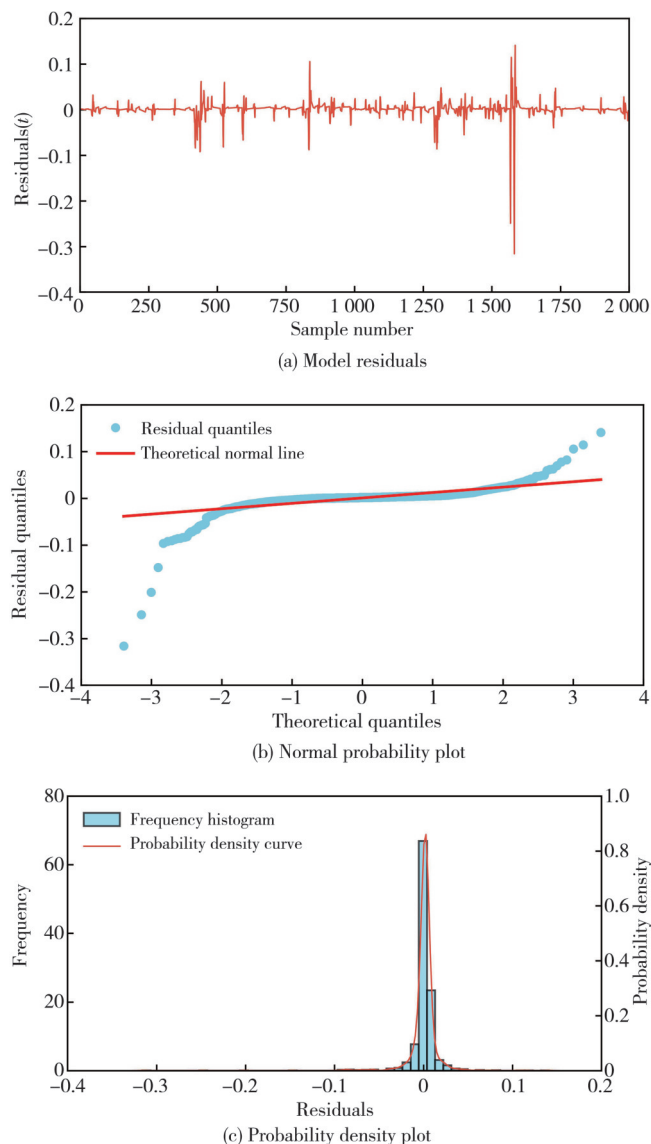 0.2
0.1
0
-0.1
-0.2
-0.3
-0.4
Residuals(t)
0 250 500 750 1 000 1 250 1 500 1 750 2 000
Sample number
(a) Model residuals
0.2
0.1
0
-0.1
-0.2
-0.3
-0.4
Residual quantiles
Residual quantiles
Theoretical normal line
-4 -3 -2 -1 0 1 2 3 4
Theoretical quantiles
(b) Normal probability plot
80
60
40
20
0
Frequency
Frequency histogram
Probability density curve
1.0
0.8
0.6
0.4
0.2
0
Probability density
-0.4 -0.3 -0.2 -0.1 0 0.1 0.2
Residuals
(c) Probability density plot